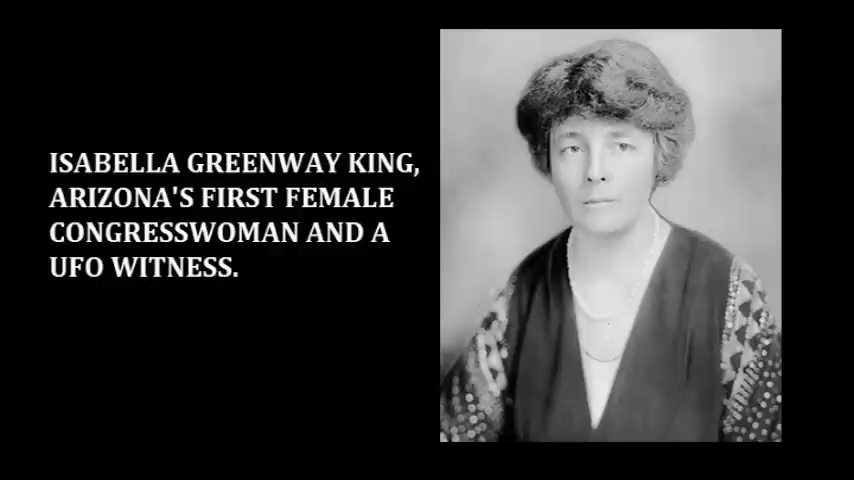 ISABELLA GREENWAY KING,
ARIZONA'S FIRST FEMALE
CONGRESSWOMAN AND A
UFO WITNESS.